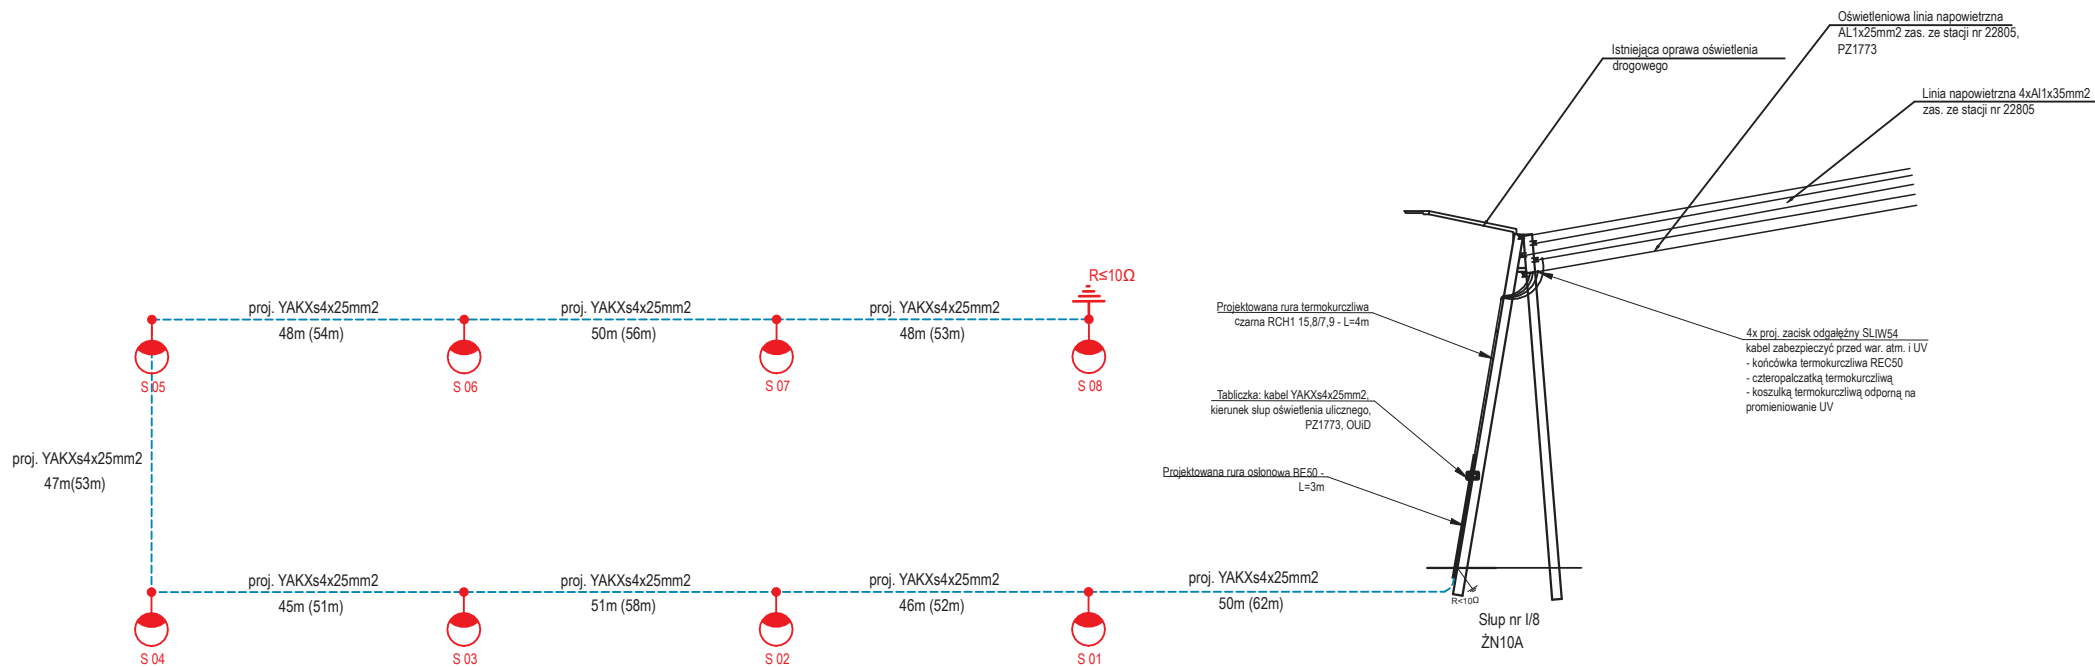 Oświetleniowa linia napowietrzna
AL1x25mm2 zas. ze stacji nr 22805,
PZ1773
Istniejąca oprawa oświetlenia
drogowego
Linia napowietrzna 4xAl1x35mm2
zas. ze stacji nr 22805
R≤10Ω
proj. YAKXs4x25mm2
48m (54m)
proj. YAKXs4x25mm2
50m (56m)
proj. YAKXs4x25mm2
48m (53m)
S 05
S 06
S 07
S 08
Projektowana rura termokurczliwa
czarna RCH1 15,8/7,9 - L=4m
4x proj. zacisk odgałęźny SLIW54
kabel zabezpieczyć przed war. atm. i UV
- końcówka termokurczliwa REC50
- czteropalczatką termokurczliwą
- koszulką termokurczliwą odporną na
promieniowanie UV
Tabliczka: kabel YAKXs4x25mm2,
kierunek słup oświetlenia ulicznego,
PZ1773, OUiD
proj. YAKXs4x25mm2
47m(53m)
Projektowana rura osłonowa BE50 -
L=3m
proj. YAKXs4x25mm2
45m (51m)
proj. YAKXs4x25mm2
51m (58m)
proj. YAKXs4x25mm2
46m (52m)
proj. YAKXs4x25mm2
50m (62m)
R<10Ω
Słup nr I/8
ŻN10A
S 04
S 03
S 02
S 01